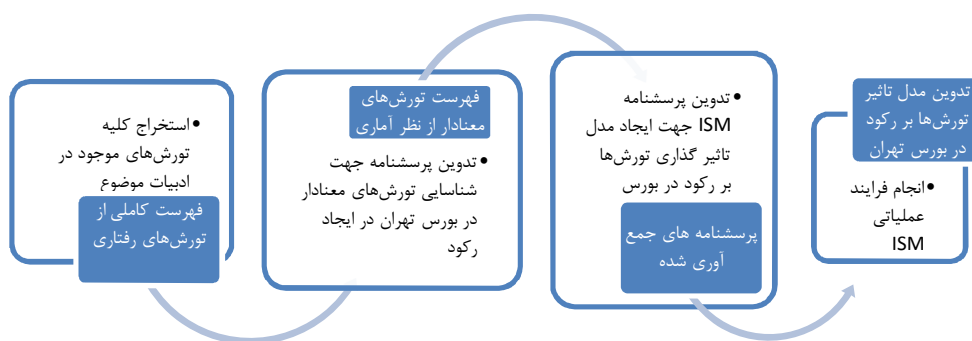 استخراج کلیه
تورش‌های موجود در
ادبیات موضوع
فهرست کاملی از
تورش‌های رفتاری
فهرست تورش‌های
معنادار از نظر آماری
تدوین پرسشنامه جهت
شناسایی تورش‌های معنادار
در بورس تهران در ایجاد
رکود
تدوین پرسشنامه
ISM جهت ایجاد مدل
تاثیر گذاری تورش‌ها
بر رکود در بورس
پرسشنامه های جمع
آوری شده
تدوین مدل تاثیر
تورش‌ها بر رکود
در بورس تهران
انجام فرایند
عملیاتی
ISM